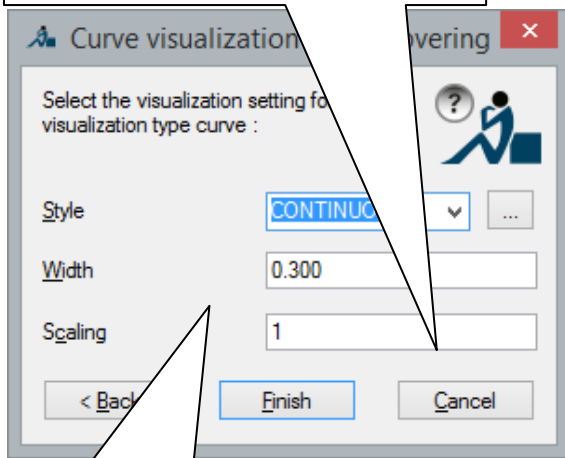 Curve visualization vering
Select the visualization setting fo
visualization type curve :
?
Style CONTINUO ...
Width 0.300
Scaling 1
< Back Finish Cancel